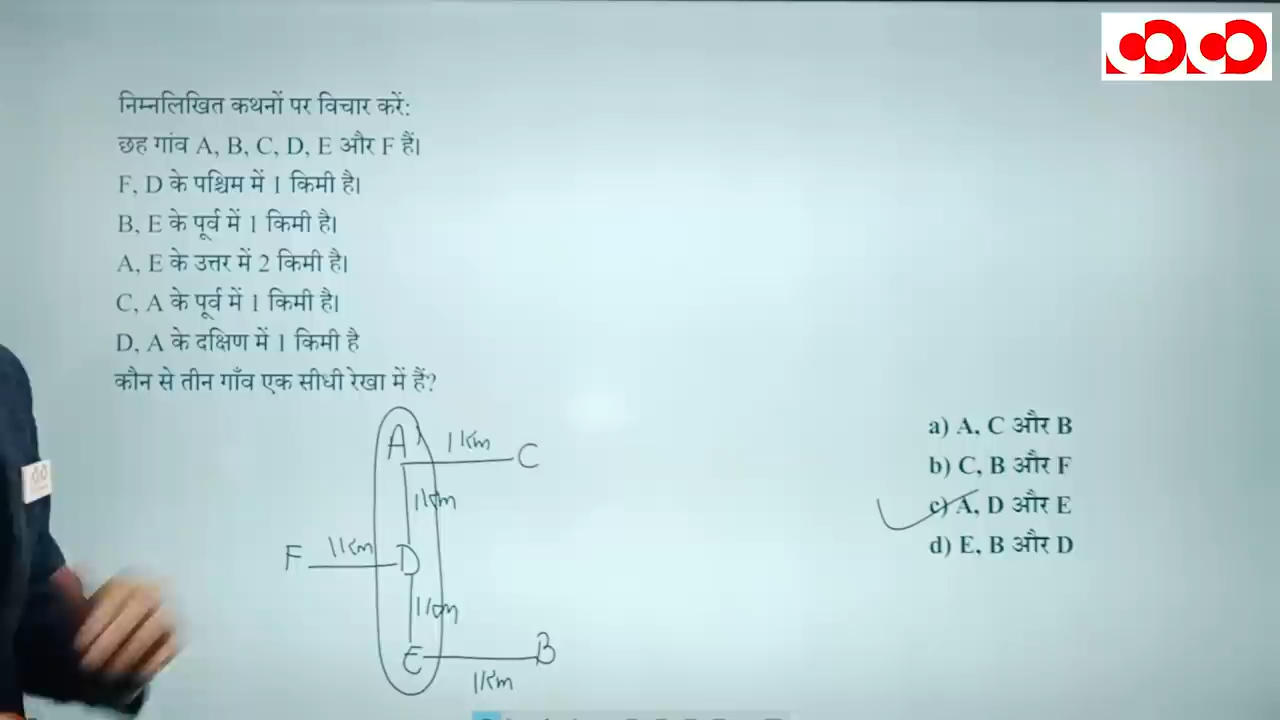 निम्नलिखित कथनों पर विचार करें:
छह गांव A, B, C, D, E और F हैं।
F, D के पश्चिम में 1 किमी है।
B, E के पूर्व में 1 किमी है।
A, E के उत्तर में 2 किमी है।
C, A के पूर्व में 1 किमी है।
D, A के दक्षिण में 1 किमी है
कौन से तीन गाँव एक सीधी रेखा में हैं?
a) A, C और B
b) C, B और F
c) A, D और E
d) E, B और D
A 1km C
1km
F 1km D
1km
E B
1km